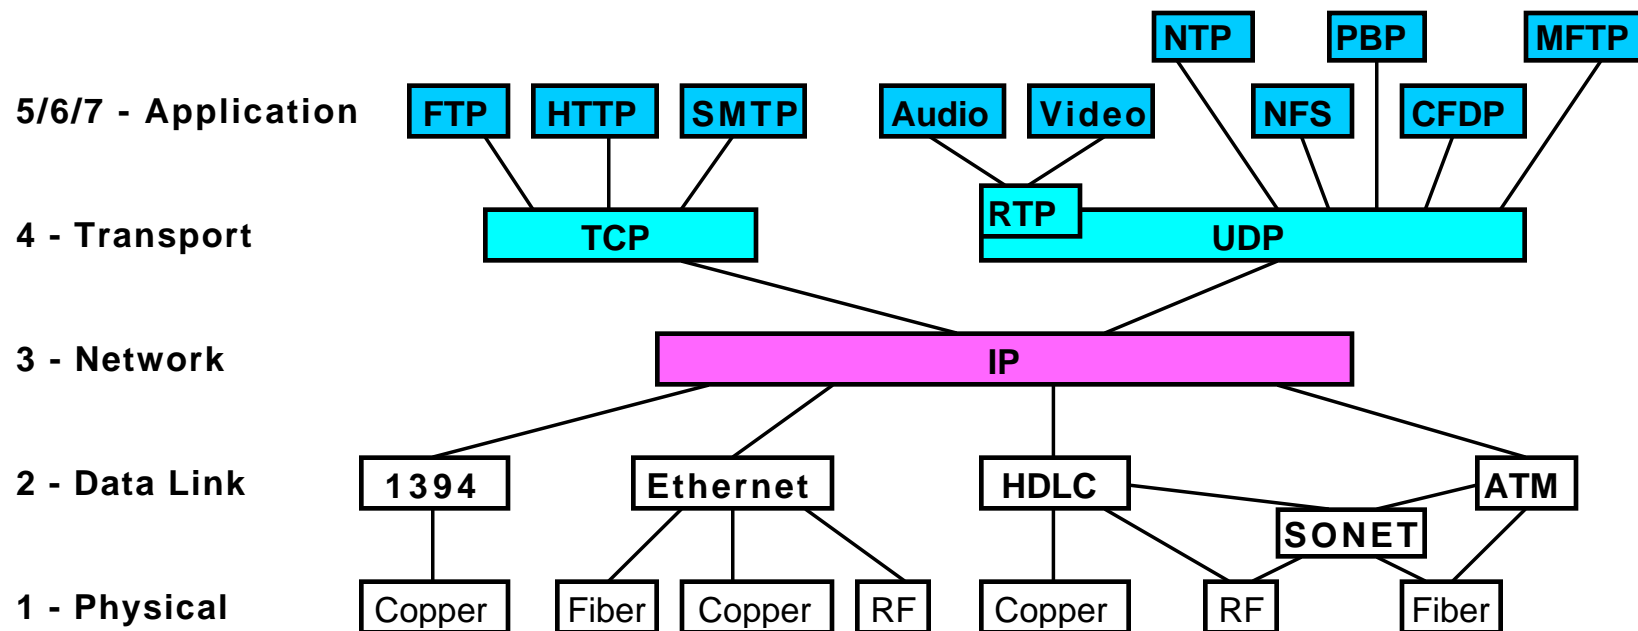 NTP PBP MFTP
5/6/7 - Application FTP HTTP SMTP Audio Video NFS CFDP
RTP
4 - Transport TCP UDP
3 - Network IP
2 - Data Link 1394 Ethernet HDLC ATM
SONET
1 - Physical Copper Fiber Copper RF Copper RF Fiber